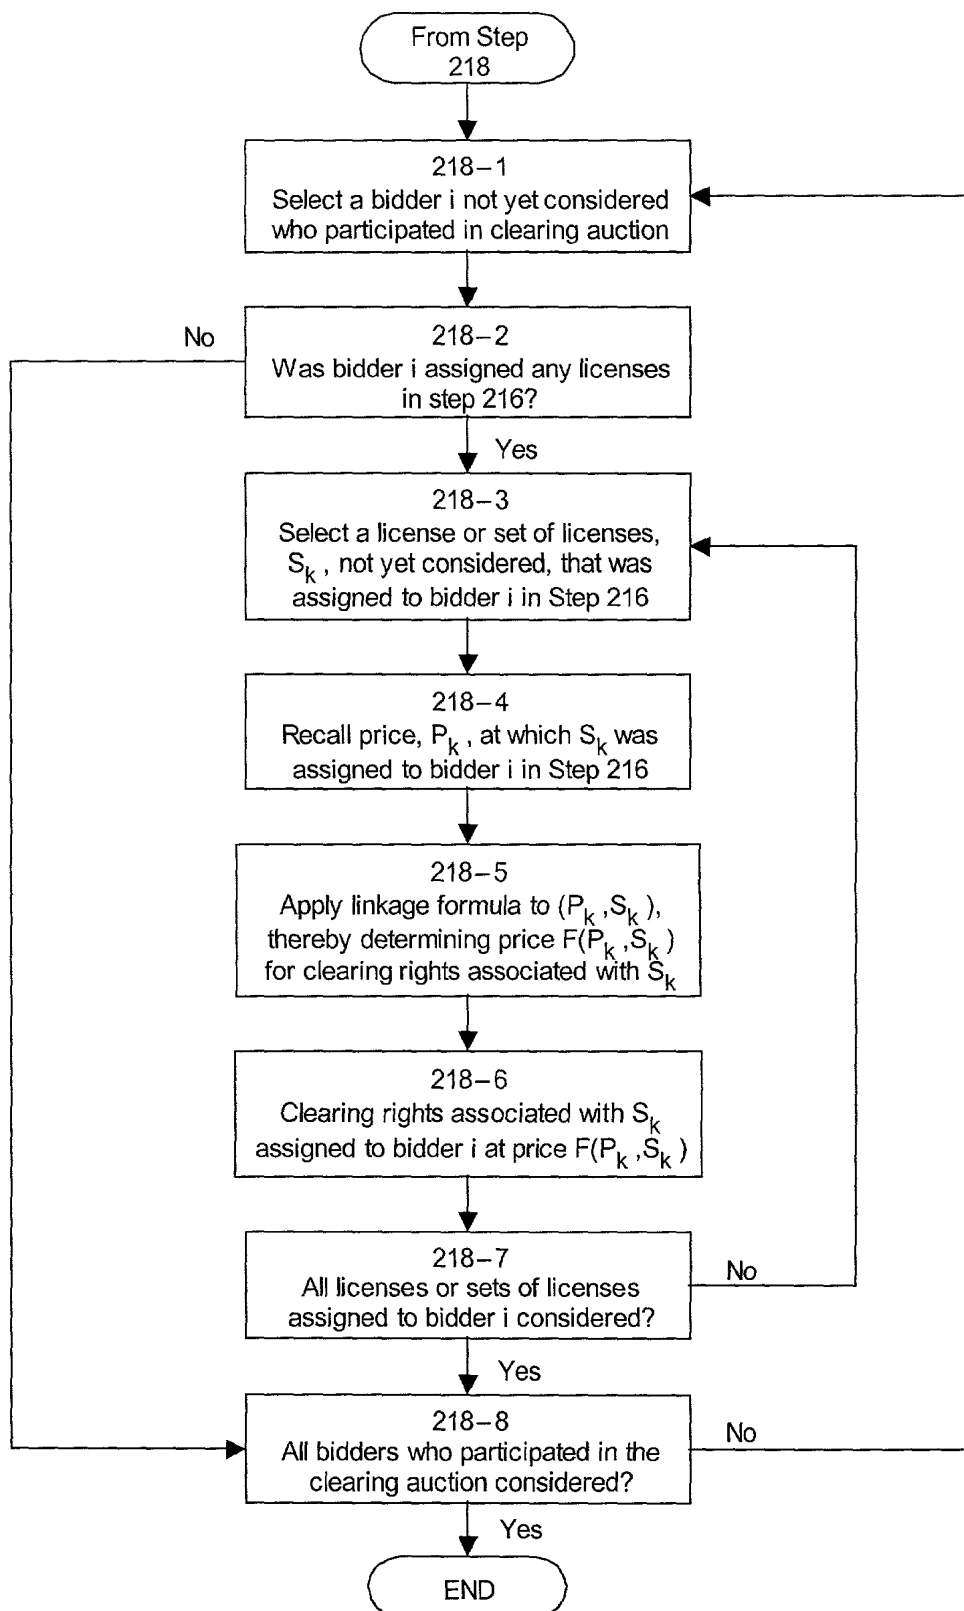 From Step
218
218–1
Select a bidder i not yet considered
who participated in clearing auction
No
218–2
Was bidder i assigned any licenses
in step 216?
Yes
218–3
Select a license or set of licenses,
Sk , not yet considered, that was
assigned to bidder i in Step 216
218–4
Recall price, Pk , at which Sk was
assigned to bidder i in Step 216
218–5
Apply linkage formula to (Pk ,Sk ),
thereby determining price F(Pk ,Sk )
for clearing rights associated with Sk
218–6
Clearing rights associated with Sk
assigned to bidder i at price F(Pk ,Sk )
218–7
All licenses or sets of licenses
assigned to bidder i considered?
No
Yes
218–8
All bidders who participated in the
clearing auction considered?
No
Yes
END